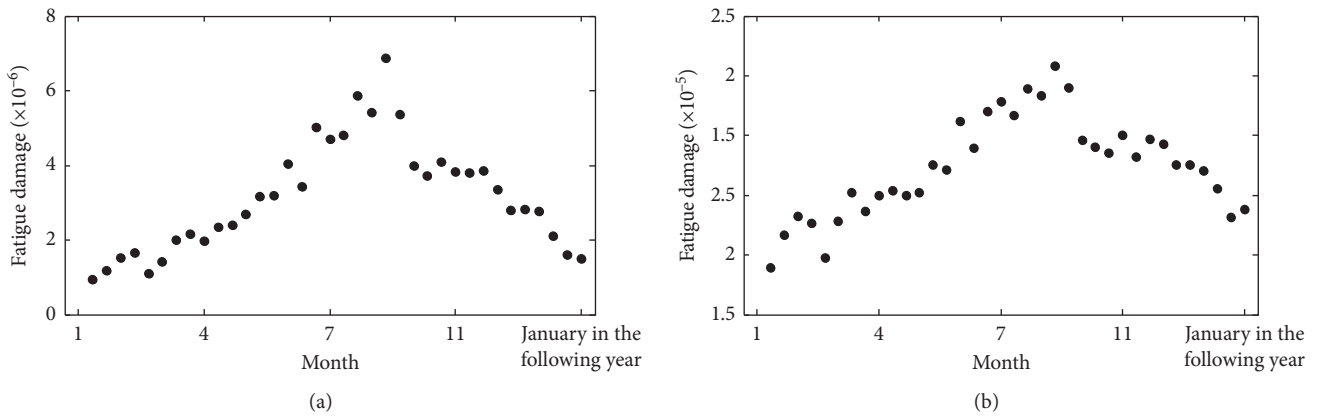 8
6
4
2
0
Fatigue damage (×10⁻⁶)
1
4
7
11
January in the
following year
Month
(a)
2.5
2
1.5
2.5
2
1.5
Fatigue damage (×10⁻⁵)
1
4
7
11
January in the
following year
Month
(b)